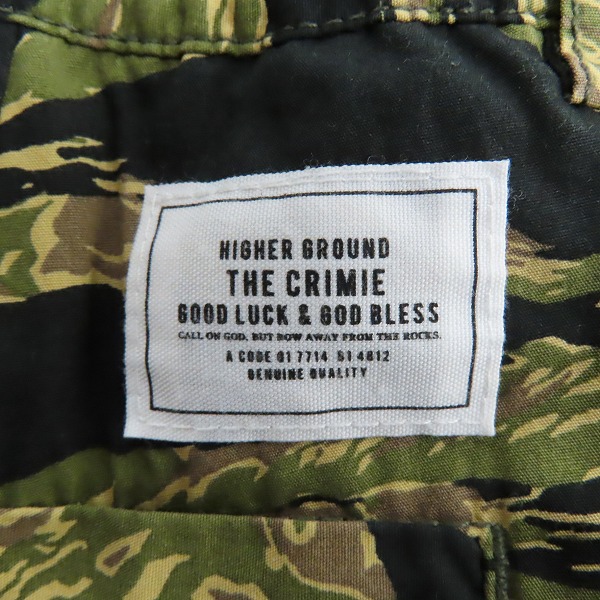 HIGHER GROUND
THE CRIMIE
GOOD LUCK & GOD BLESS
CALL ON GOD, BUT ROW AWAY FROM THE ROCKS.
A CODE 01 7714 51 4812
GENUINE QUALITY